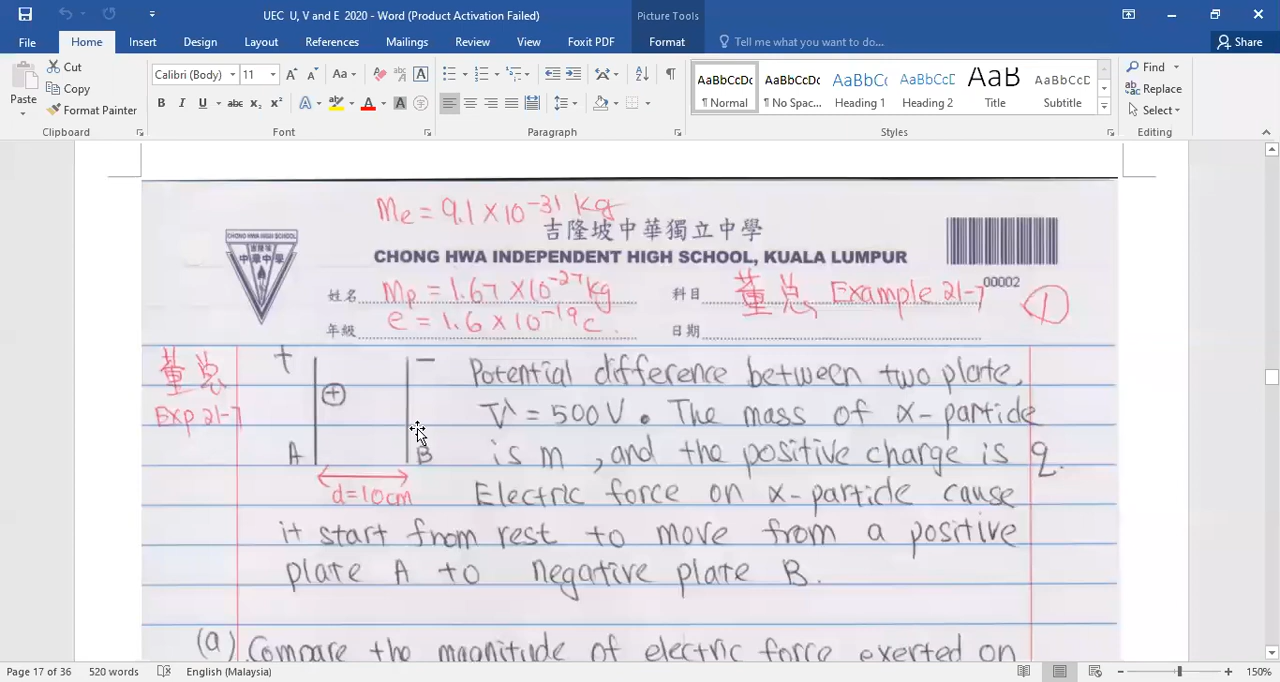 UEC U, V and E 2020 - Word (Product Activation Failed)
Picture Tools
File Home Insert Design Layout References Mailings Review View Foxit PDF Format Tell me what you want to do... Share
Paste
Cut
Copy
Format Painter
Calibri (Body) 11
AaBbCcDc AaBbCcDc AaBbCc AaBbCcC AaB AaBbCcD
¶ Normal ¶ No Spac... Heading 1 Heading 2 Title Subtitle
Find
Replace
Select
Clipboard Font Paragraph Styles Editing
Me = 9.1 x 10-31 kg
吉隆坡中華獨立中學
CHONG HWA INDEPENDENT HIGH SCHOOL, KUALA LUMPUR
CHONG HWA HIGH SCHOOL
00002
姓名 Mp = 1.67 x10-27 kg 科目 董总 Example 21-7 1
年級 e = 1.6 x 10-19 C. 日期
董总
Exp 21-7
+ −
+
A B
d=10cm
Potential difference between two plate,
V = 500 V. The mass of α-particle
is m, and the positive charge is q.
Electric force on α-particle cause
it start from rest to move from a positive
plate A to negative plate B.
(a) Compare the magnitude of electric force exerted on
Page 17 of 36 520 words English (Malaysia) 150%